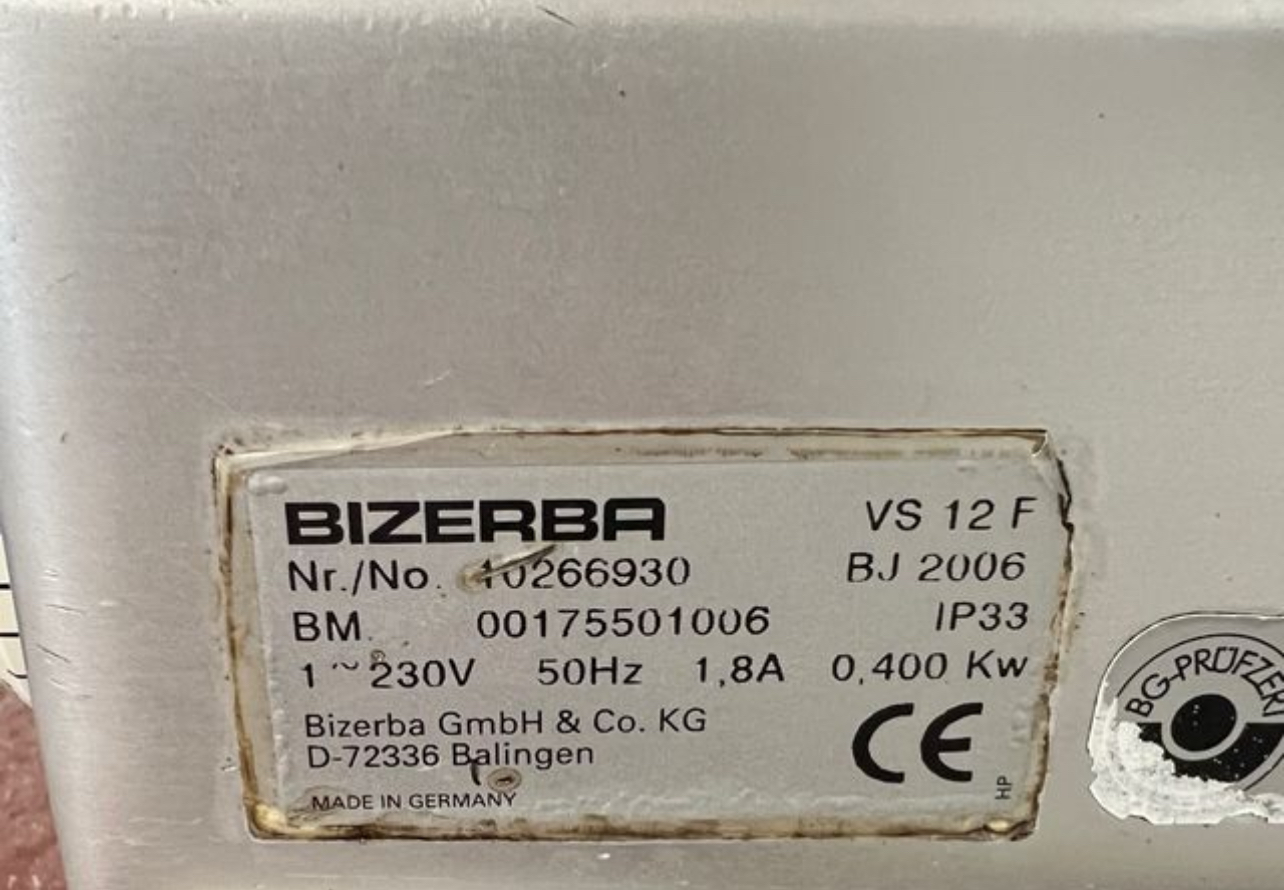 BIZERBA VS 12 F
Nr./No. 10266930 BJ 2006
BM. 00175501006 IP33
1 ~ 230V 50Hz 1,8A 0,400 Kw
Bizerba GmbH & Co. KG
D-72336 Balingen
CE
MADE IN GERMANY
HP
BG-PRÜFZERT